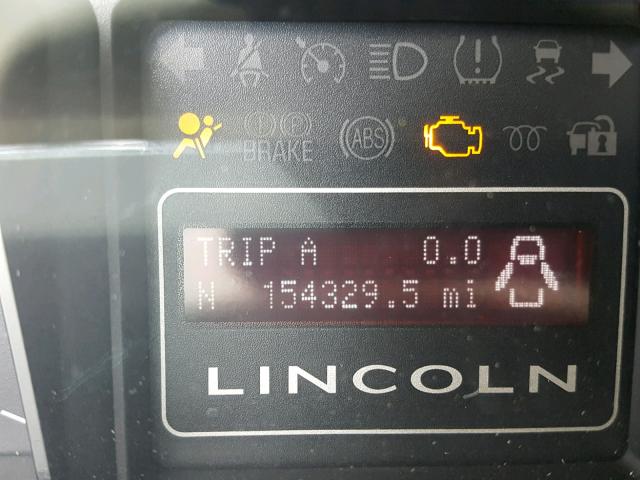 BRAKE
ABS
TRIP A 0.0
N 154329.5 mi
LINCOLN